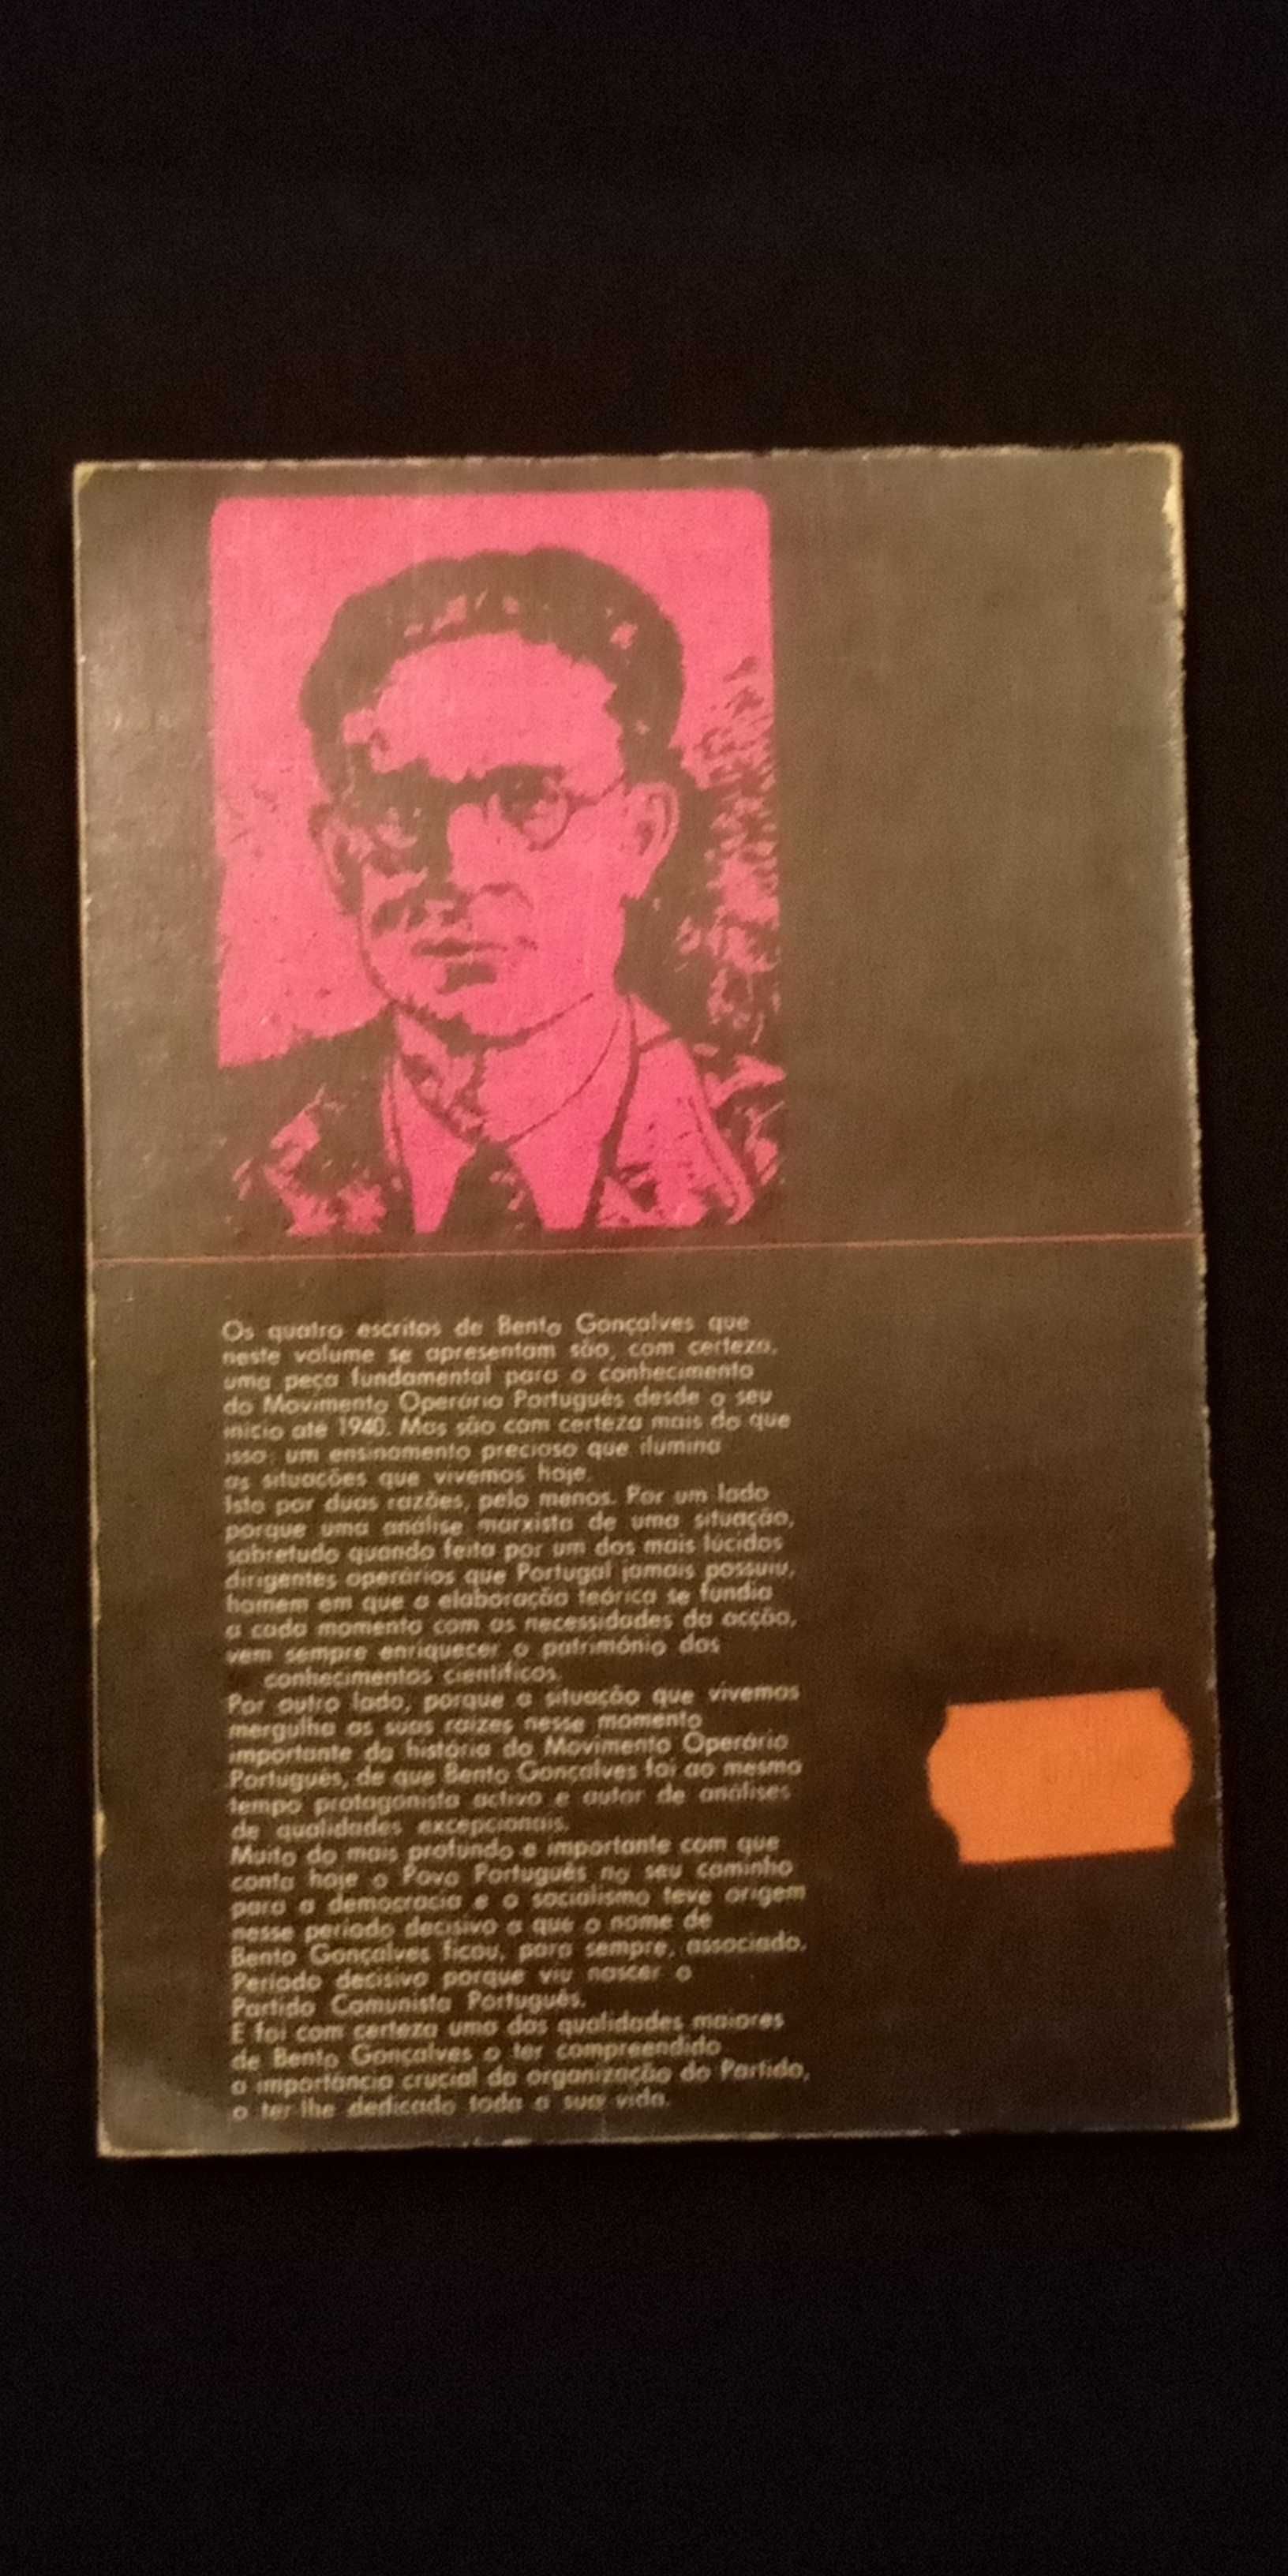 Os quatro escritos de Bento Gonçalves que
neste volume se apresentam são, com certeza,
uma peça fundamental para o conhecimento
do Movimento Operário Português desde o seu
início até 1940. Mas são com certeza mais do que
isso: um ensinamento precioso que ilumina
as situações que vivemos hoje.
Isto por duas razões, pelo menos. Por um lado
porque uma análise marxista de uma situação,
sobretudo quando feita por um dos mais lúcidos
dirigentes operários que Portugal jamais possuiu,
homem em que a elaboração teórica se fundia
a cada momento com as necessidades da acção,
vem sempre enriquecer o património dos
conhecimentos científicos.
Por outro lado, porque a situação que vivemos
mergulha as suas raízes nesse momento
importante da história do Movimento Operário
Português, de que Bento Gonçalves foi ao mesmo
tempo protagonista activo e autor de análises
de qualidades excepcionais.
Muito do mais profundo e importante com que
conta hoje o Povo Português no seu caminho
para a democracia e o socialismo teve origem
nesse período decisivo a que o nome de
Bento Gonçalves ficou, para sempre, associado.
Período decisivo porque viu nascer o
Partido Comunista Português.
E foi com certeza uma das qualidades maiores
de Bento Gonçalves o ter compreendido
a importância crucial da organização do Partido,
o ter-lhe dedicado toda a sua vida.